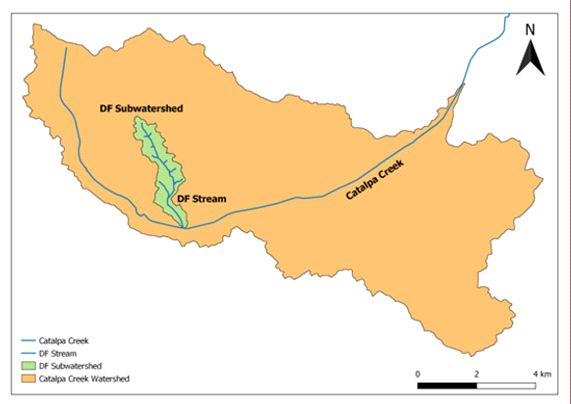 N
DF Subwatershed
DF Stream
Catalpa Creek
Catalpa Creek
DF Stream
DF Subwatershed
Catalpa Creek Watershed
0 2 4 km